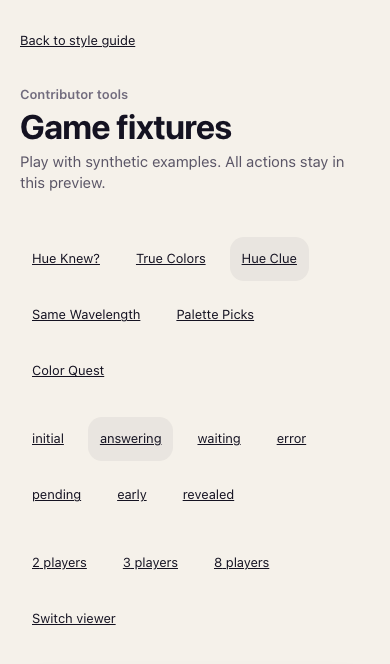 Back to style guide
Contributor tools
Game fixtures
Play with synthetic examples. All actions stay in
this preview.
Hue Knew? True Colors Hue Clue
Same Wavelength Palette Picks
Color Quest
initial answering waiting error
pending early revealed
2 players 3 players 8 players
Switch viewer